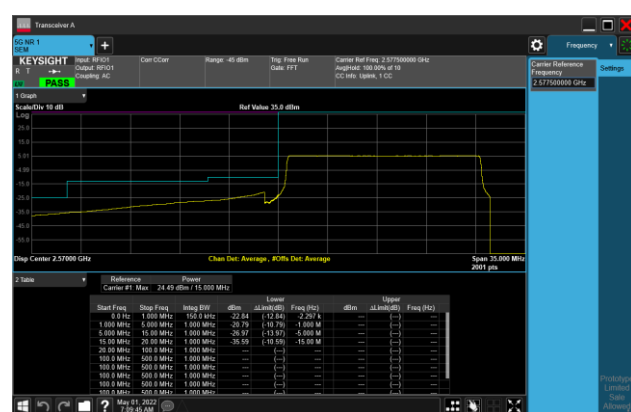 Transceiver A
5G NR 1
SEM
Frequency
KEYSIGHT
Input: RFIO1
Output: RFIO1
Coupling: AC
Corr CCorr
Range: -45 dBm
Trig: Free Run
Gate: FFT
Carrier Ref Freq: 2.577500000 GHz
Avg|Hold: 100.00% of 10
CC Info: Uplink, 1 CC
R T
PASS
Carrier Reference
Frequency
2.577500000 GHz
Settings
1 Graph
Scale/Div 10 dB
Ref Value 35.0 dBm
Log
25.0
15.0
5.01
-4.99
-15.0
-25.0
-35.0
-45.0
-55.0
Disp Center 2.57000 GHz
Chan Det: Average , #Offs Det: Average
Span 35.000 MHz
2001 pts
2 Table
Reference Power
Carrier #1: Max 24.49 dBm / 15.000 MHz
Lower Upper
Start Freq Stop Freq Integ BW dBm ΔLimit(dB) Freq (Hz) dBm ΔLimit(dB) Freq (Hz)
0.0 Hz 1.000 MHz 150.0 kHz -22.84 (-12.84) -2.297 k --- (---) ---
1.000 MHz 5.000 MHz 1.000 MHz -20.79 (-10.79) -1.000 M --- (---) ---
5.000 MHz 15.00 MHz 1.000 MHz -26.97 (-13.97) -5.000 M --- (---) ---
15.00 MHz 20.00 MHz 1.000 MHz -35.59 (-10.59) -15.00 M --- (---) ---
20.00 MHz 100.0 MHz 1.000 MHz --- (---) --- --- (---) ---
100.0 MHz 500.0 MHz 1.000 MHz --- (---) --- --- (---) ---
100.0 MHz 500.0 MHz 1.000 MHz --- (---) --- --- (---) ---
100.0 MHz 500.0 MHz 1.000 MHz --- (---) --- --- (---) ---
100.0 MHz 500.0 MHz 1.000 MHz --- (---) --- --- (---) ---
100.0 MHz 500.0 MHz 1.000 MHz --- (---) --- --- (---) ---
Prototype
Limited
Sale
Allowed
May 01, 2022
7:09:45 AM